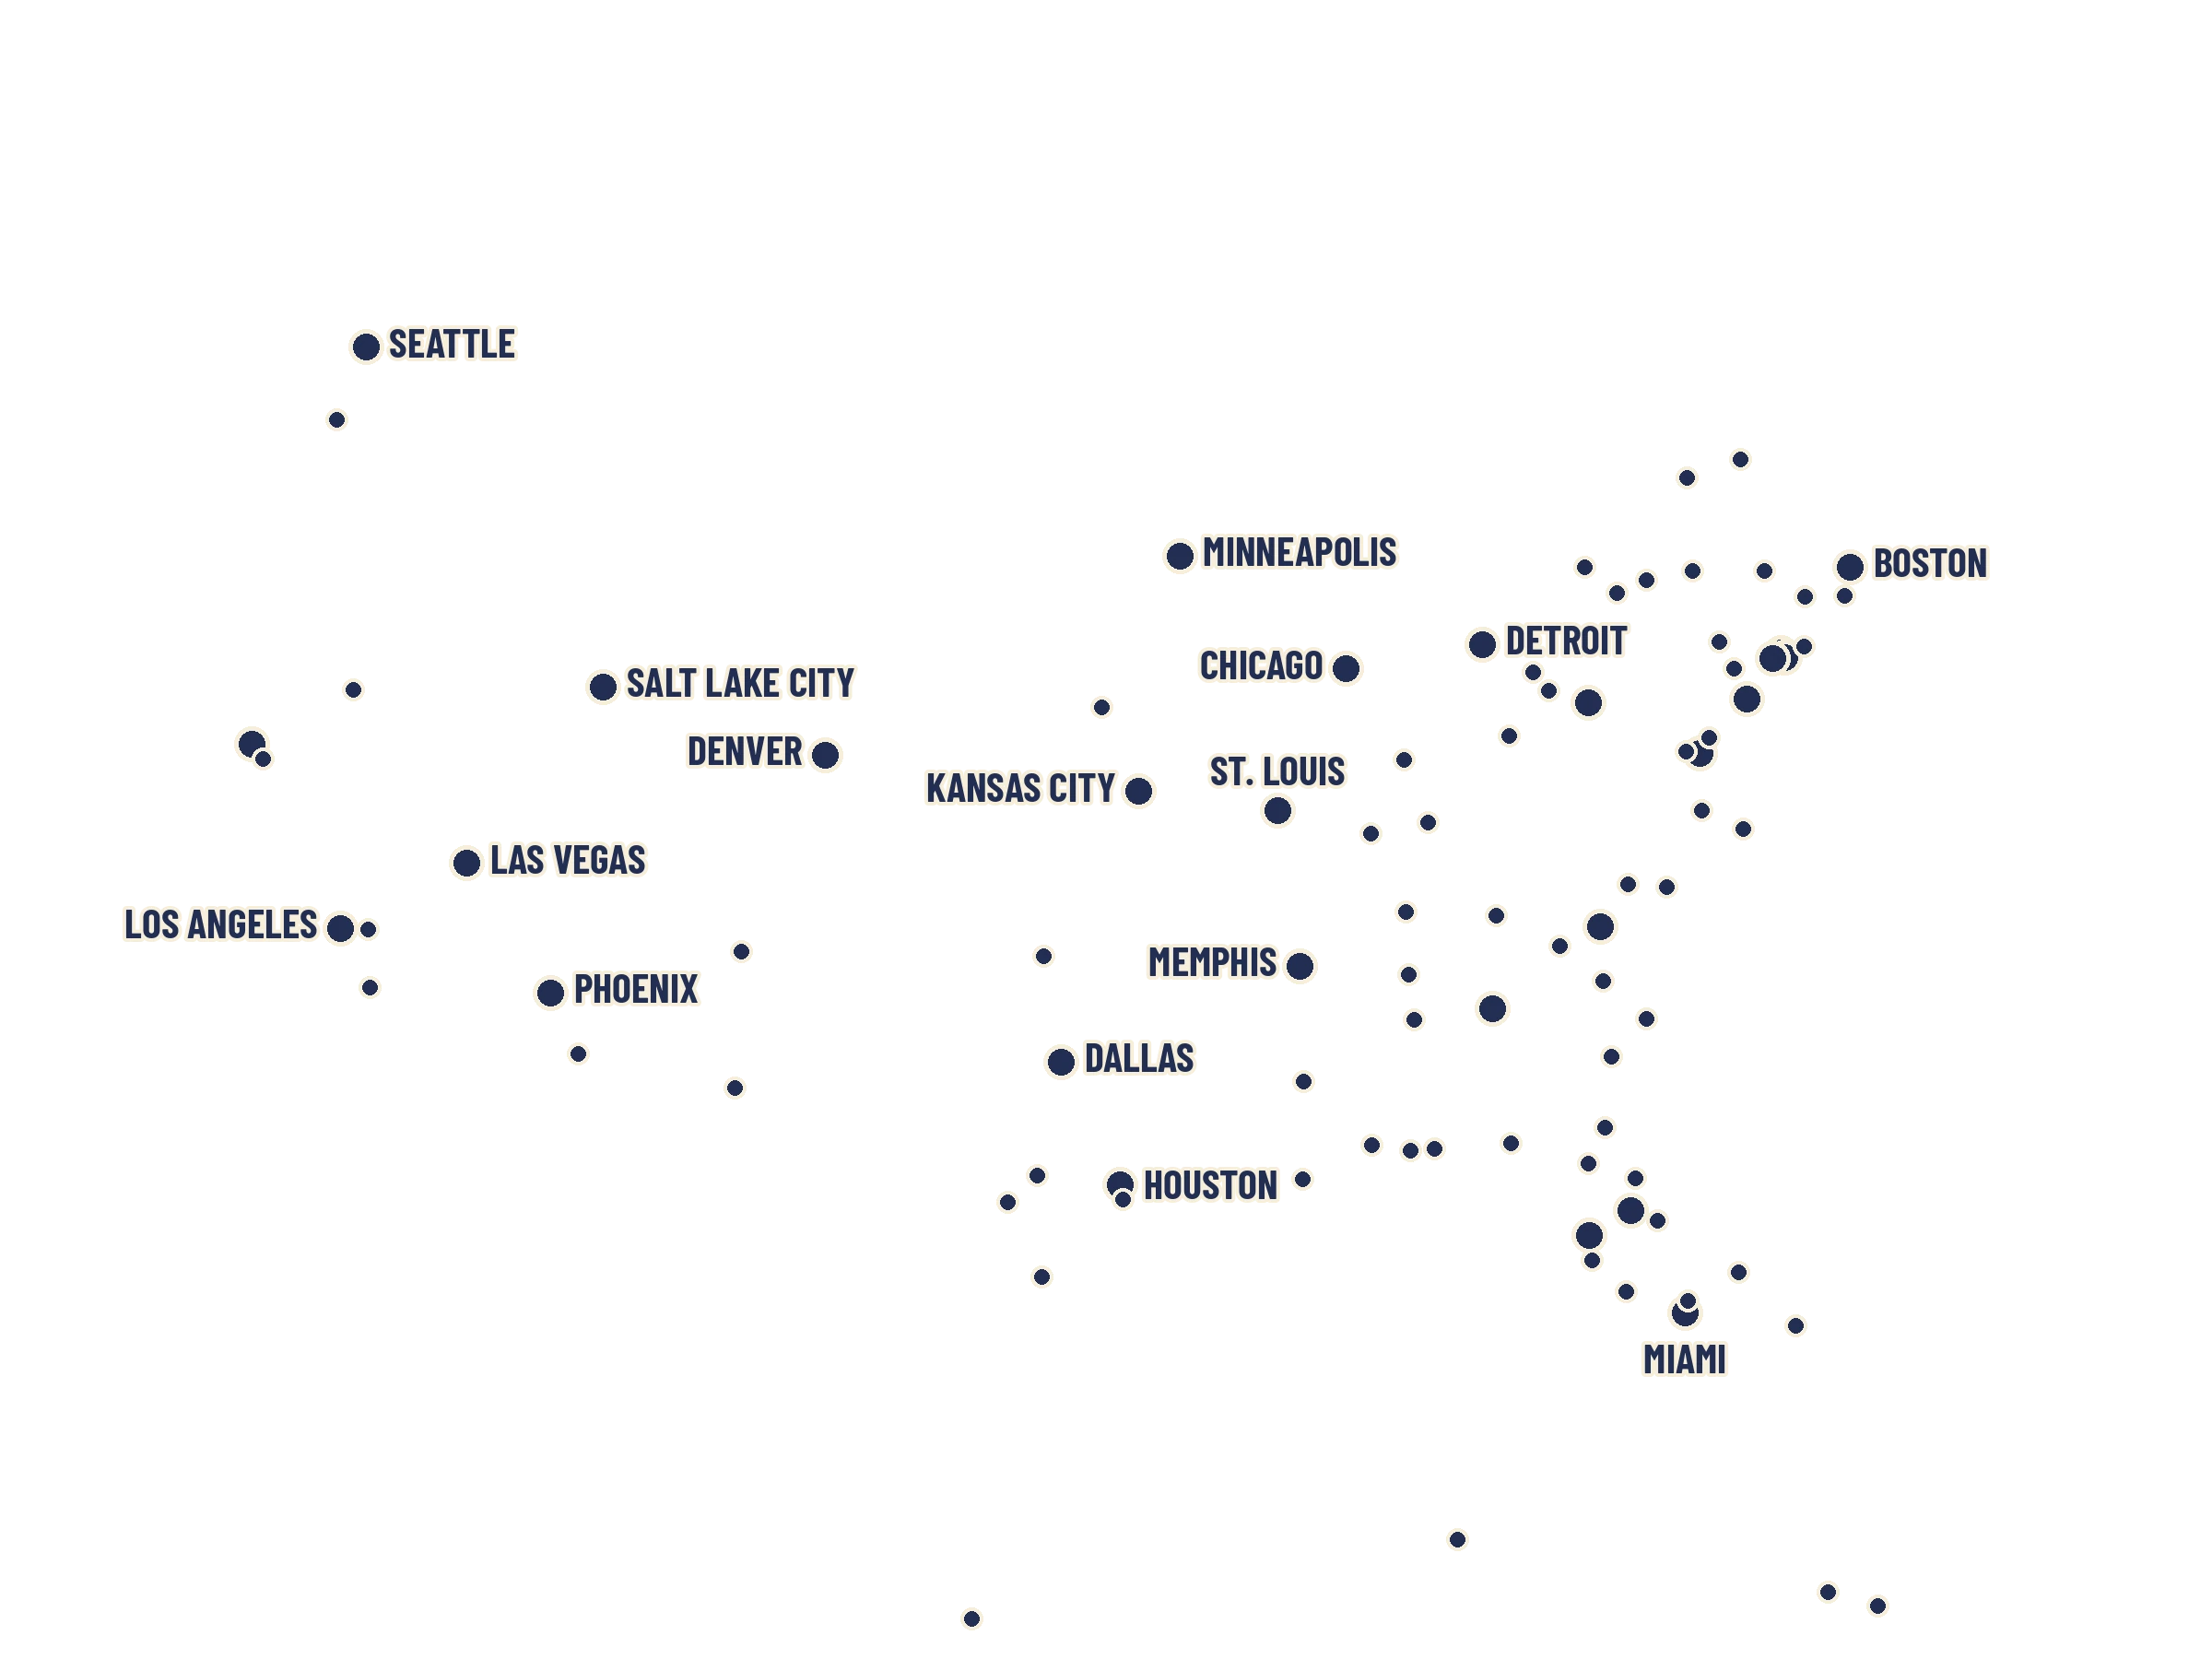 SEATTLE
MINNEAPOLIS
BOSTON
DETROIT
CHICAGO
SALT LAKE CITY
DENVER
ST. LOUIS
KANSAS CITY
LAS VEGAS
LOS ANGELES
MEMPHIS
PHOENIX
DALLAS
HOUSTON
MIAMI